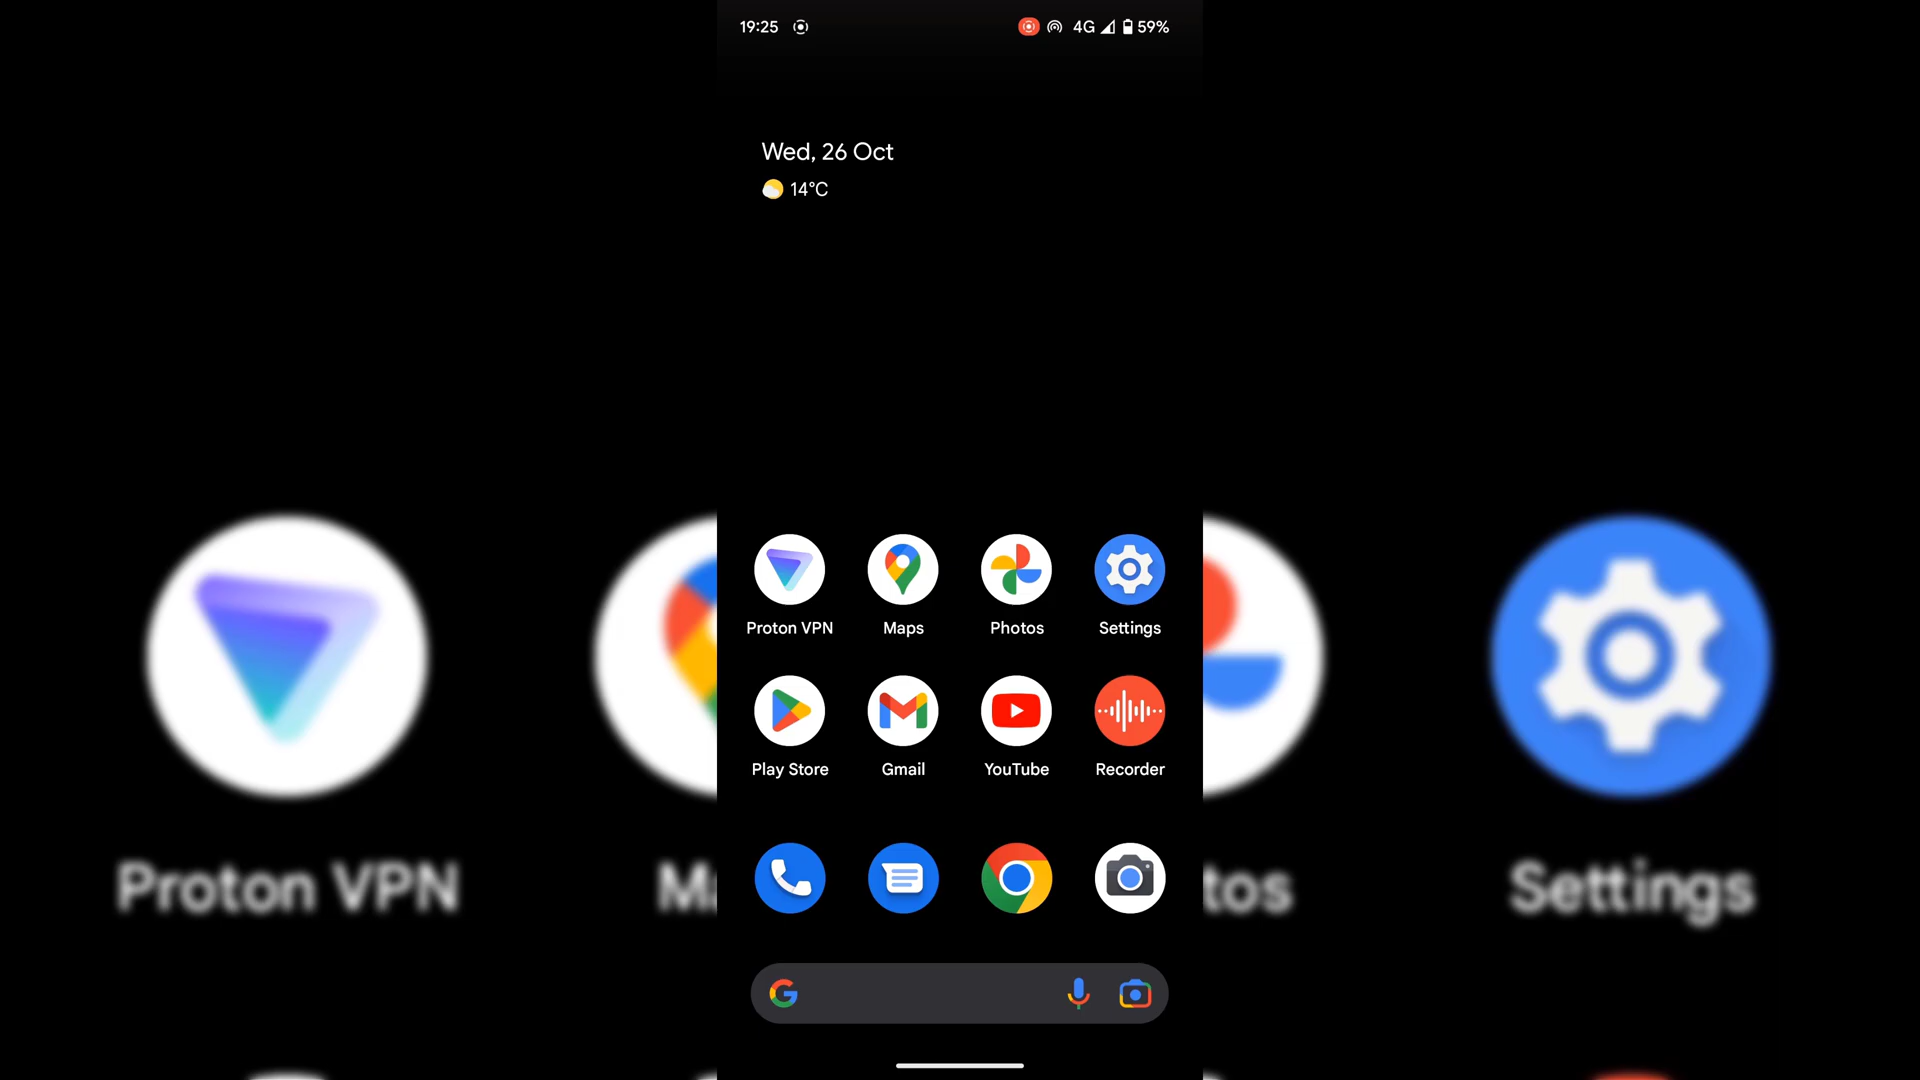 19:25 4G 59%
Wed, 26 Oct
14°C
Proton VPN Maps Photos Settings
Play Store Gmail YouTube Recorder
Proton VPN Ma tos Settings